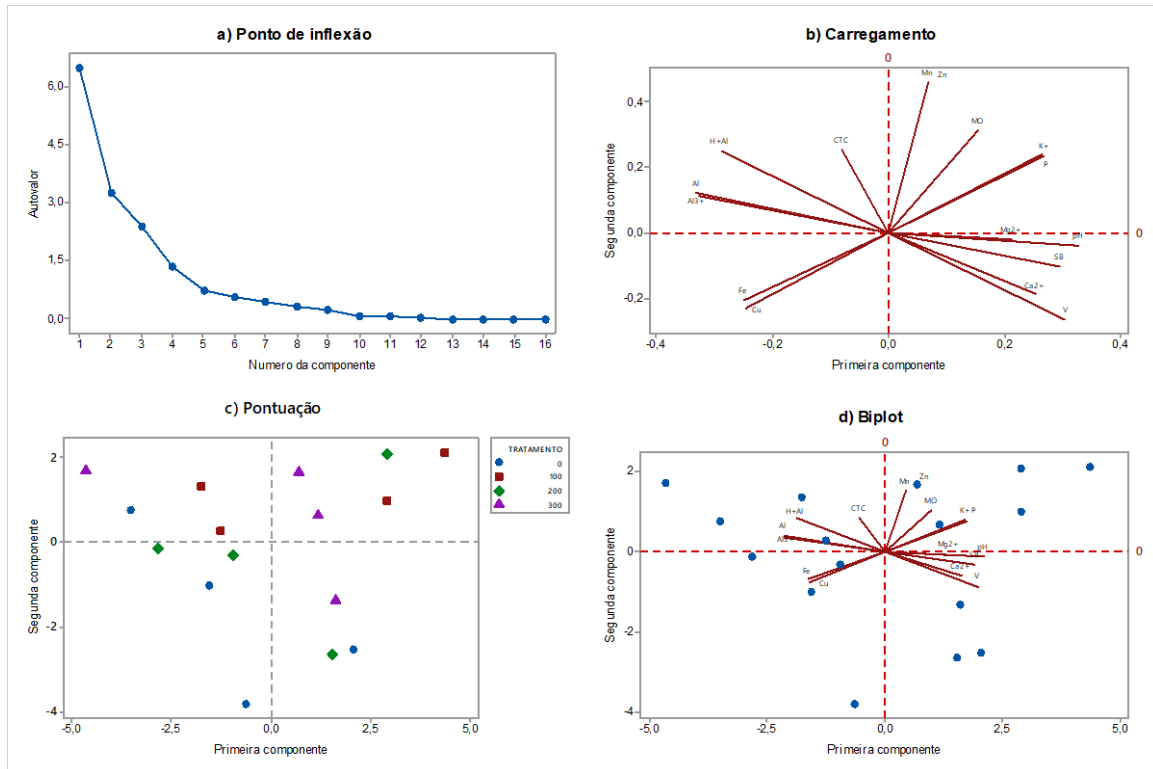 a) Ponto de inflexão
Autovalor
6,0
4,5
3,0
1,5
0,0
1 2 3 4 5 6 7 8 9 10 11 12 13 14 15 16
Numero da componente
b) Carregamento
0
Segunda componente
0,4
0,2
0,0
-0,2
Mn Zn
MO
CTC
H+Al
K+
P
Al
Al3+
Mg2+
pH
0
SB
Ca2+
V
Fe
Cu
-0,4 -0,2 0,0 0,2 0,4
Primeira componente
c) Pontuação
Segunda componente
2
0
-2
-4
-5,0 -2,5 0,0 2,5 5,0
Primeira componente
TRATAMENTO
0
100
200
300
d) Biplot
0
Segunda componente
2
0
-2
-4
Zn
Mn
MO
H+Al
CTC
K+ P
Al
Mg2+
pH
0
Ca2+
V
Fe
Cu
-5,0 -2,5 0,0 2,5 5,0
Primeira componente